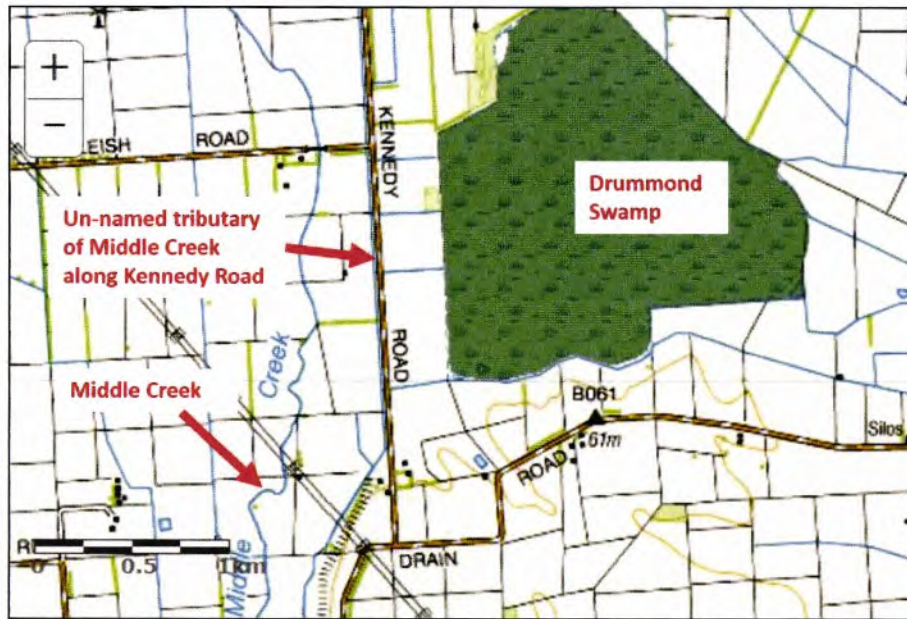 +
−
EISH ROAD
KENNEDY
ROAD
Drummond
Swamp
Un-named tributary
of Middle Creek
along Kennedy Road
Middle Creek
Creek
Middle
B061
61m
Silos
ROAD
DRAIN
R
0 0.5 1km